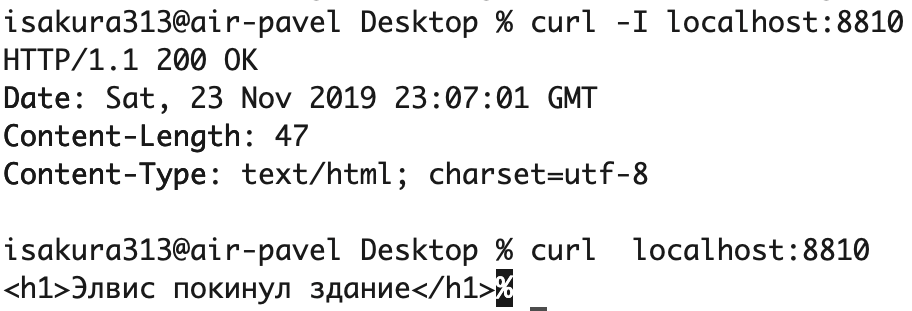 isakura313@air-pavel Desktop % curl -I localhost:8810
HTTP/1.1 200 OK
Date: Sat, 23 Nov 2019 23:07:01 GMT
Content-Length: 47
Content-Type: text/html; charset=utf-8
isakura313@air-pavel Desktop % curl  localhost:8810
<h1>Элвис покинул здание</h1>%